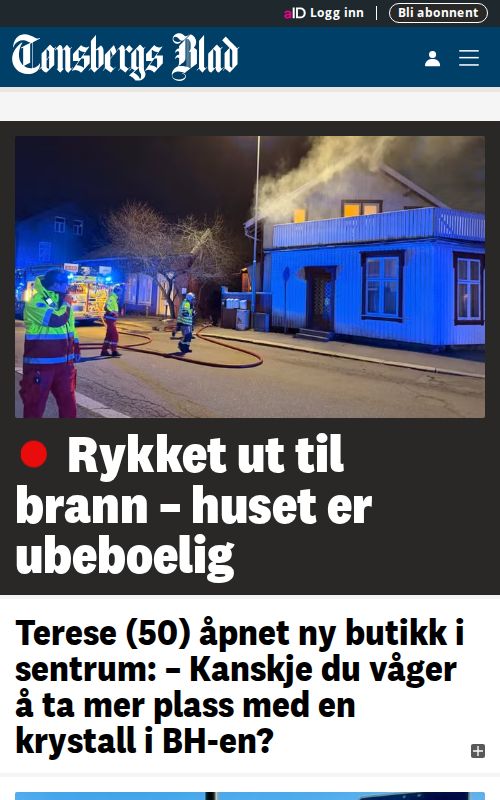 aID Logg inn
Bli abonnent
Tønsbergs Blad
Rykket ut til
brann – huset er
ubeboelig
Terese (50) åpnet ny butikk i
sentrum: – Kanskje du våger
å ta mer plass med en
krystall i BH-en?